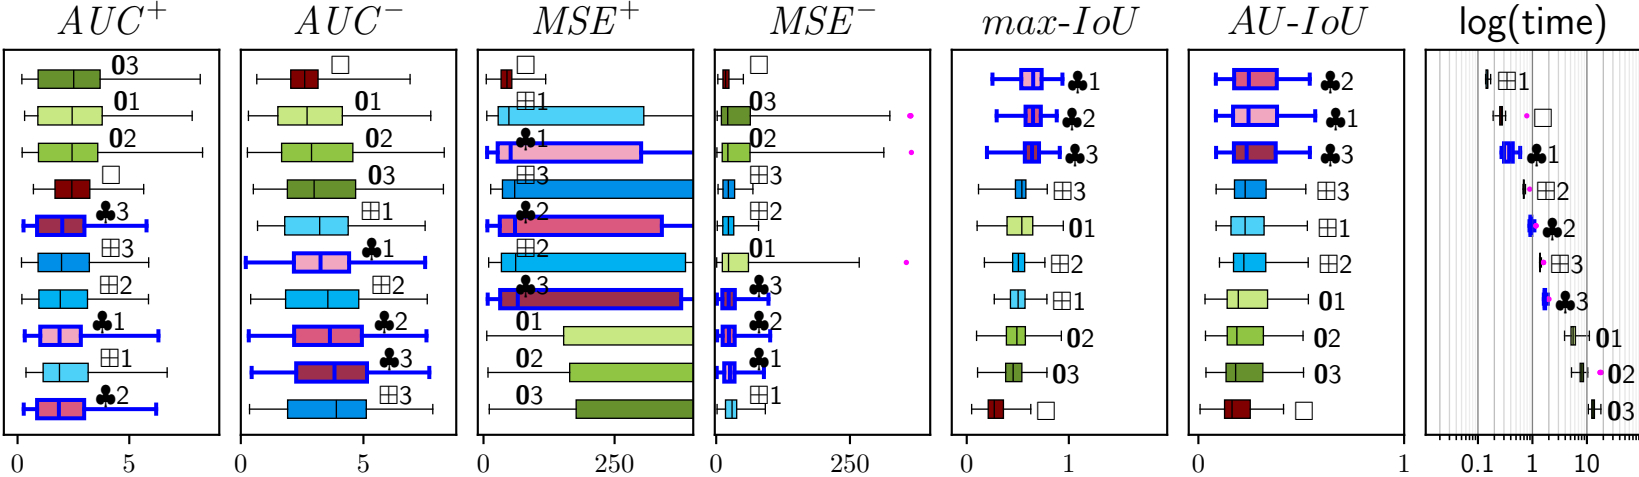 AUC⁺ AUC⁻ MSE⁺ MSE⁻ max-IoU AU-IoU log(time)
03 □ □ □ ♣1 ♣2 ⊞1
01 01 ⊞1 03 ♣2 ♣1 □
02 02 ♣1 02 ♣3 ♣3 ♣1
□ 03 ⊞3 ⊞3 ⊞3 ⊞3 ⊞2
♣3 ⊞1 ♣2 ⊞2 01 ⊞1 ♣2
⊞3 ♣1 ⊞2 01 ⊞2 ⊞2 ⊞3
⊞2 ⊞2 ♣3 ♣3 ⊞1 01 ♣3
♣1 ♣2 01 ♣2 02 02 01
⊞1 ♣3 02 ♣1 03 03 02
♣2 ⊞3 03 ⊞1 □ □ 03
0 5 0 5 0 250 0 250 0 1 0 1 0.1 1 10